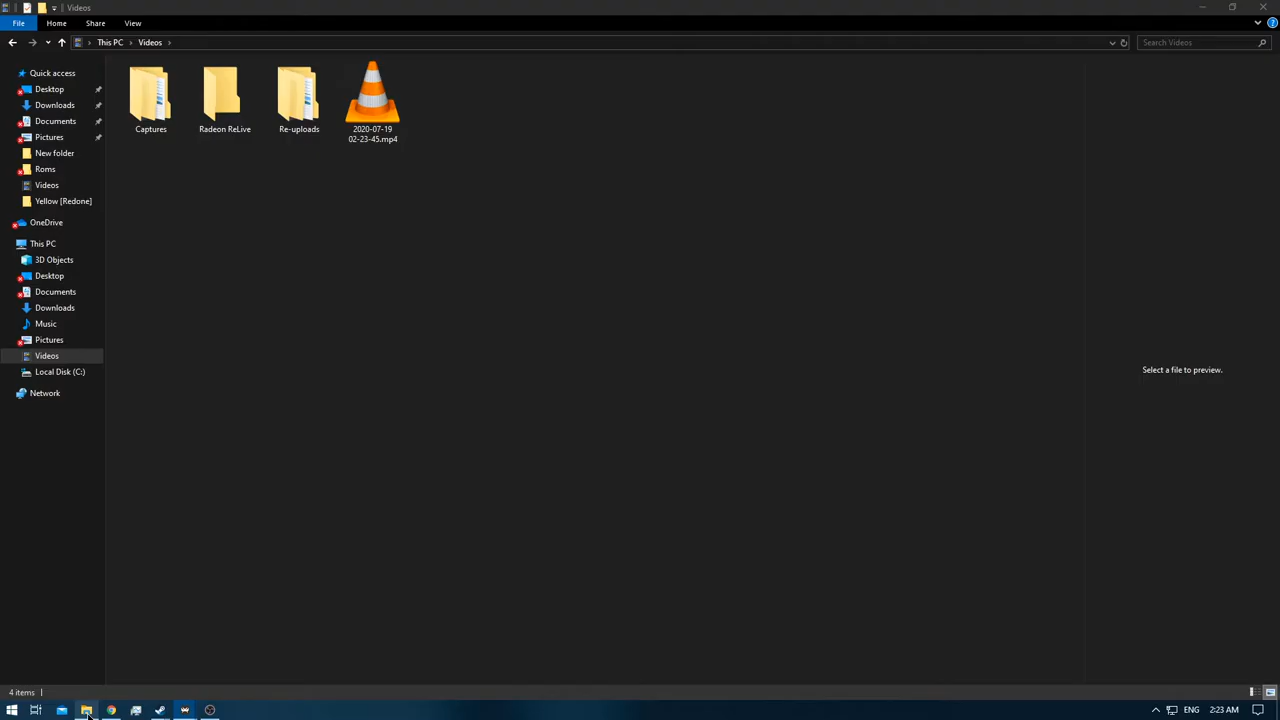 Videos
File Home Share View
This PC Videos Search Videos
Quick access
Desktop
Downloads
Documents
Pictures
New folder
Roms
Videos
Yellow [Redone]
OneDrive
This PC
3D Objects
Desktop
Documents
Downloads
Music
Pictures
Videos
Local Disk (C:)
Network
Captures
Radeon ReLive
Re-uploads
2020-07-19
02-23-45.mp4
Select a file to preview.
4 items
ENG 2:23 AM